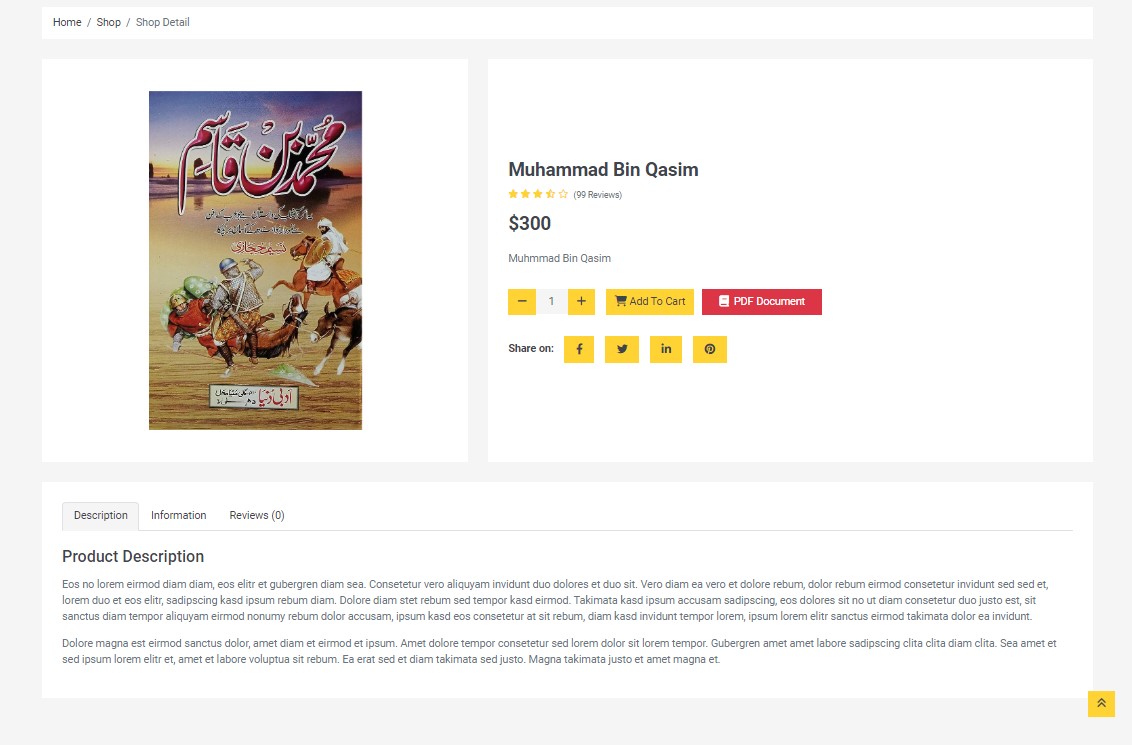 Home / Shop / Shop Detail
محمد بن قاسم
نسیم حجازی
ادبی دنیا
Muhammad Bin Qasim
(99 Reviews)
$300
Muhmmad Bin Qasim
1
Add To Cart
PDF Document
Share on:
Description Information Reviews (0)
Product Description
Eos no lorem eirmod diam diam, eos elitr et gubergren diam sea. Consetetur vero aliquyam invidunt duo dolores et duo sit. Vero diam ea vero et dolore rebum, dolor rebum eirmod consetetur invidunt sed sed et,
lorem duo et eos elitr, sadipscing kasd ipsum rebum diam. Dolore diam stet rebum sed tempor kasd eirmod. Takimata kasd ipsum accusam sadipscing, eos dolores sit no ut diam consetetur duo justo est, sit
sanctus diam tempor aliquyam eirmod nonumy rebum dolor accusam, ipsum kasd eos consetetur at sit rebum, diam kasd invidunt tempor lorem, ipsum lorem elitr sanctus eirmod takimata dolor ea invidunt.
Dolore magna est eirmod sanctus dolor, amet diam et eirmod et ipsum. Amet dolore tempor consetetur sed lorem dolor sit lorem tempor. Gubergren amet amet labore sadipscing clita clita diam clita. Sea amet et
sed ipsum lorem elitr et, amet et labore voluptua sit rebum. Ea erat sed et diam takimata sed justo. Magna takimata justo et amet magna et.